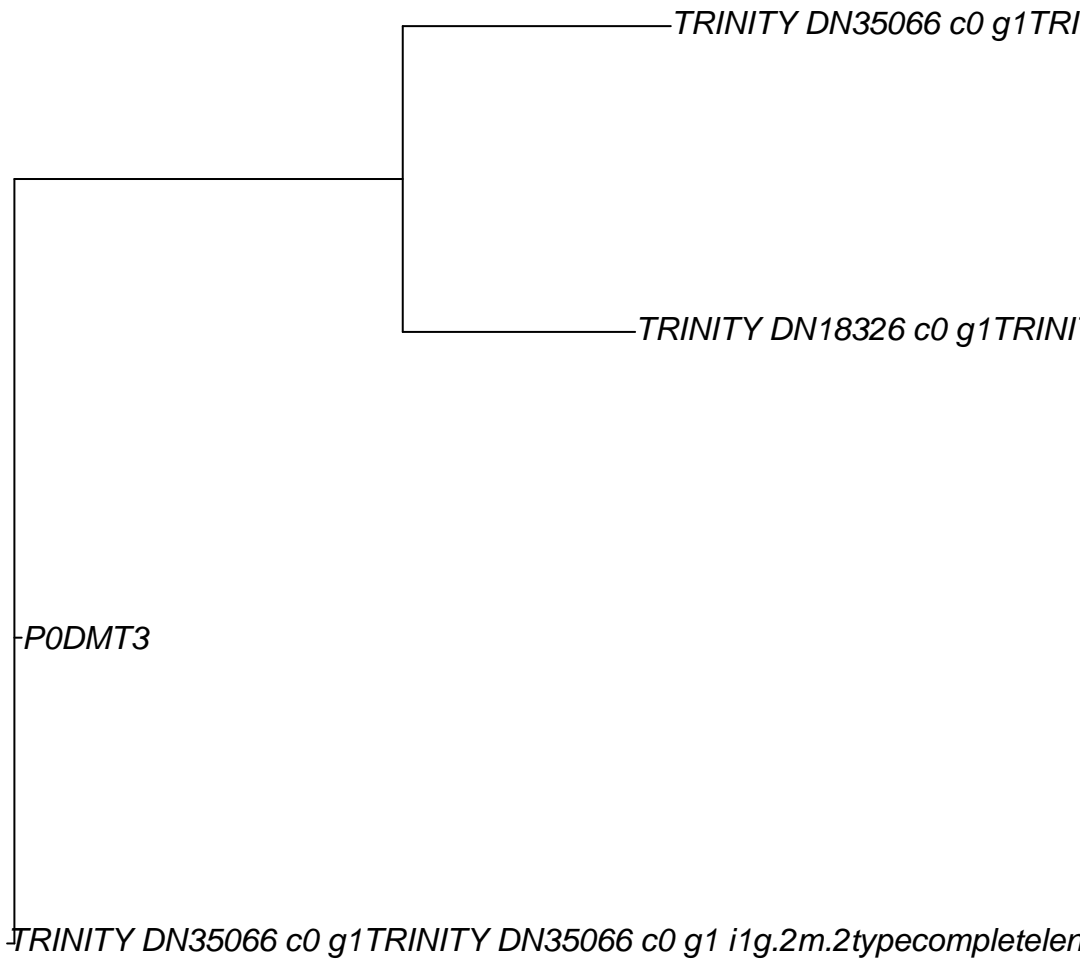 TRINITY DN35066 c0 g1TRI
TRINITY DN18326 c0 g1TRINI
P0DMT3
TRINITY DN35066 c0 g1TRINITY DN35066 c0 g1 i1g.2m.2typecompletelen